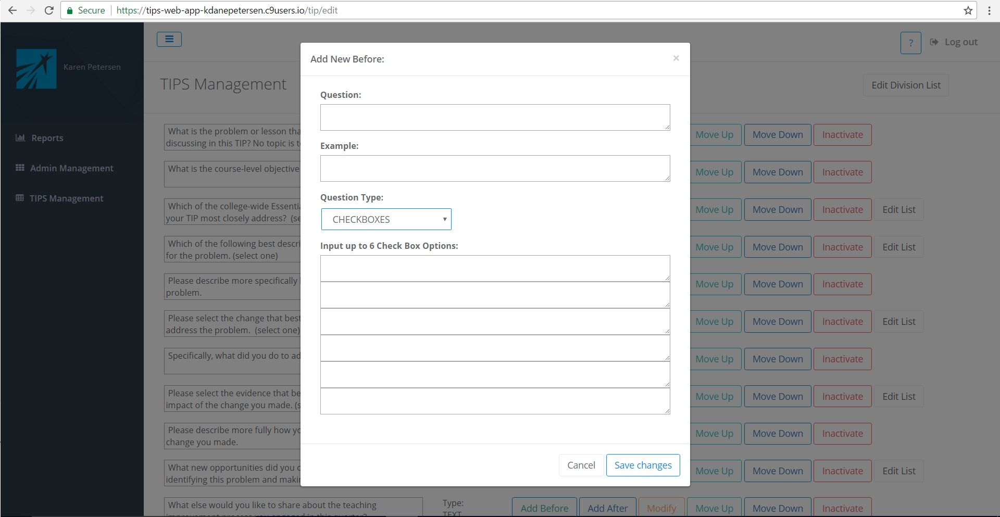 Secure https://tips-web-app-kdanepetersen.c9users.io/tip/edit
Karen Petersen
Reports
Admin Management
TIPS Management
? Log out
TIPS Management
Edit Division List
What is the problem or lesson tha
discussing in this TIP? No topic is t
Move Up Move Down Inactivate
What is the course-level objective
Move Up Move Down Inactivate
Which of the college-wide Essenti
your TIP most closely address? (se
Move Up Move Down Inactivate Edit List
Which of the following best descri
for the problem. (select one)
Move Up Move Down Inactivate Edit List
Please describe more specifically
problem.
Move Up Move Down Inactivate
Please select the change that best
address the problem. (select one)
Move Up Move Down Inactivate Edit List
Specifically, what did you do to ad
Move Up Move Down Inactivate
Please select the evidence that be
impact of the change you made. (s
Move Up Move Down Inactivate Edit List
Please describe more fully how yo
change you made.
Move Up Move Down Inactivate
What new opportunities did you c
identifying this problem and makin
Move Up Move Down Inactivate Edit List
What else would you like to share about the teaching
improvement process you engaged in this quarter?
Type:
TEXT
Add Before Add After Modify Move Up Move Down Inactivate
Add New Before: ×
Question:
Example:
Question Type:
CHECKBOXES
Input up to 6 Check Box Options:
Cancel Save changes